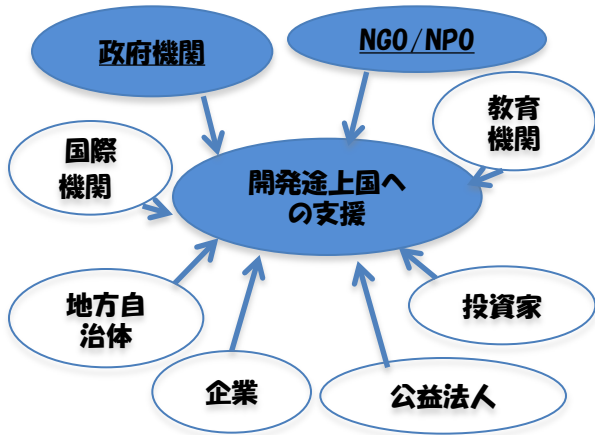 政府機関
NGO/NPO
教育
機関
国際
機関
開発途上国へ
の支援
地方自
治体
投資家
企業
公益法人